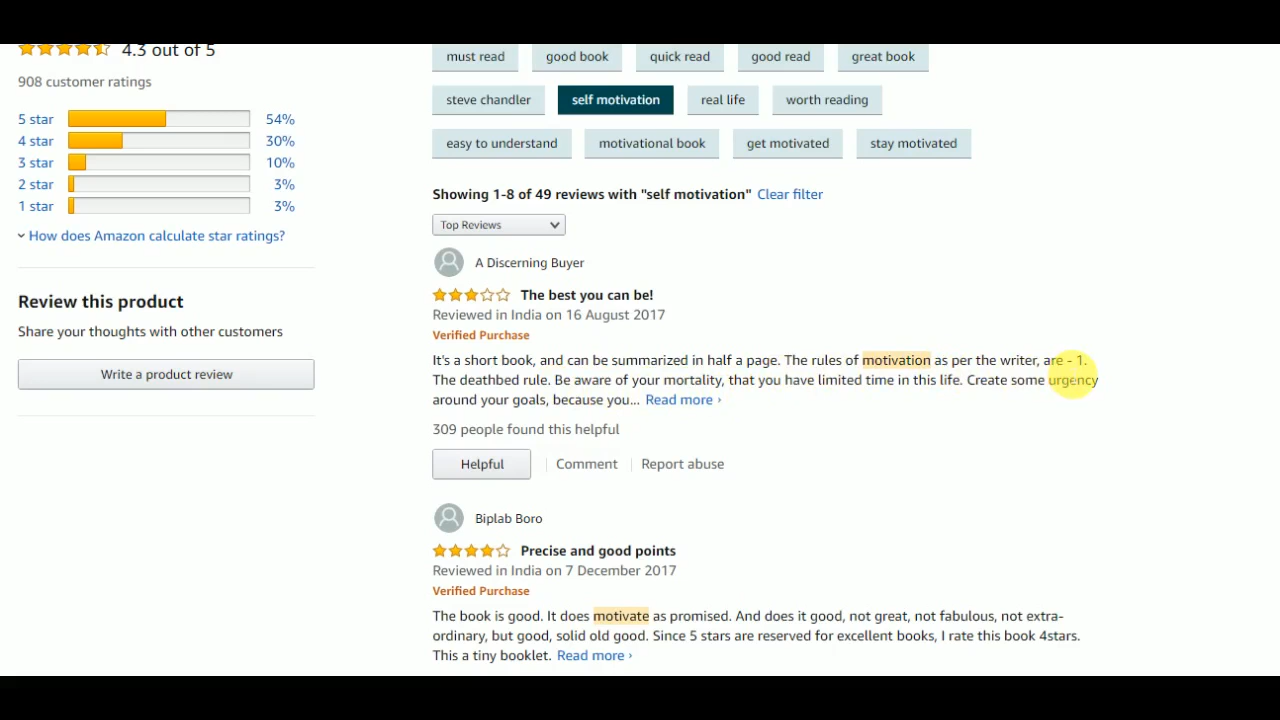 4.3 out of 5
908 customer ratings
5 star 54%
4 star 30%
3 star 10%
2 star 3%
1 star 3%
How does Amazon calculate star ratings?
Review this product
Share your thoughts with other customers
Write a product review
must read good book quick read good read great book
steve chandler self motivation real life worth reading
easy to understand motivational book get motivated stay motivated
Showing 1-8 of 49 reviews with "self motivation" Clear filter
Top Reviews
A Discerning Buyer
The best you can be!
Reviewed in India on 16 August 2017
Verified Purchase
It's a short book, and can be summarized in half a page. The rules of motivation as per the writer, are - 1.
The deathbed rule. Be aware of your mortality, that you have limited time in this life. Create some urgency
around your goals, because you... Read more ›
309 people found this helpful
Helpful Comment Report abuse
Biplab Boro
Precise and good points
Reviewed in India on 7 December 2017
Verified Purchase
The book is good. It does motivate as promised. And does it good, not great, not fabulous, not extra-
ordinary, but good, solid old good. Since 5 stars are reserved for excellent books, I rate this book 4stars.
This a tiny booklet. Read more ›